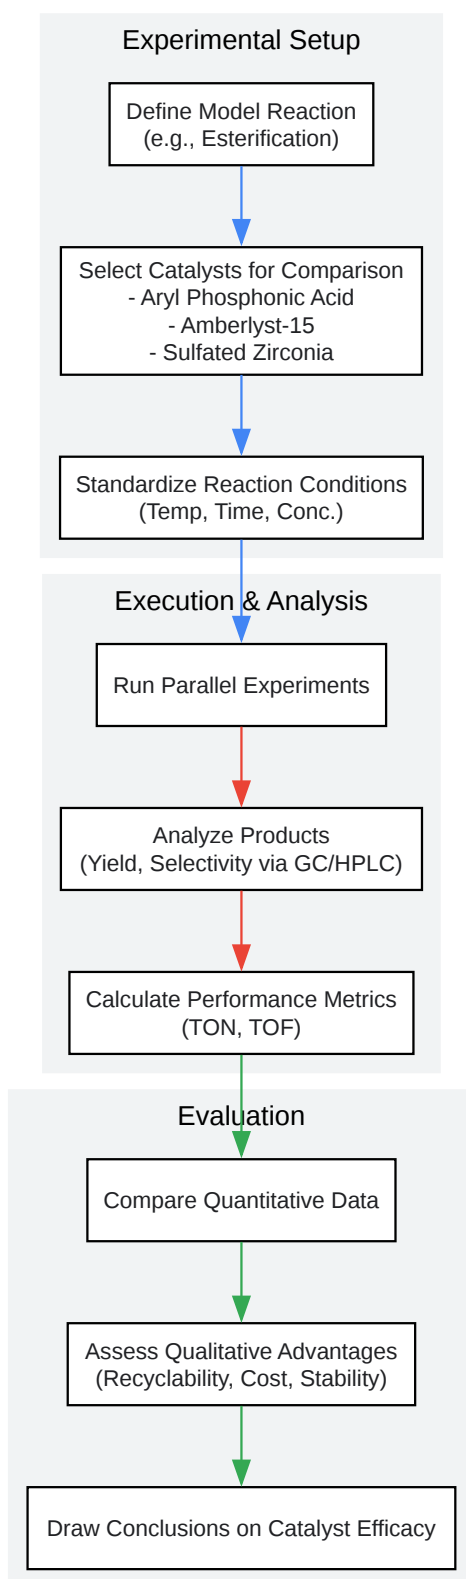 Experimental Setup
Define Model Reaction
(e.g., Esterification)
Select Catalysts for Comparison
- Aryl Phosphonic Acid
- Amberlyst-15
- Sulfated Zirconia
Standardize Reaction Conditions
(Temp, Time, Conc.)
Execution & Analysis
Run Parallel Experiments
Analyze Products
(Yield, Selectivity via GC/HPLC)
Calculate Performance Metrics
(TON, TOF)
Evaluation
Compare Quantitative Data
Assess Qualitative Advantages
(Recyclability, Cost, Stability)
Draw Conclusions on Catalyst Efficacy